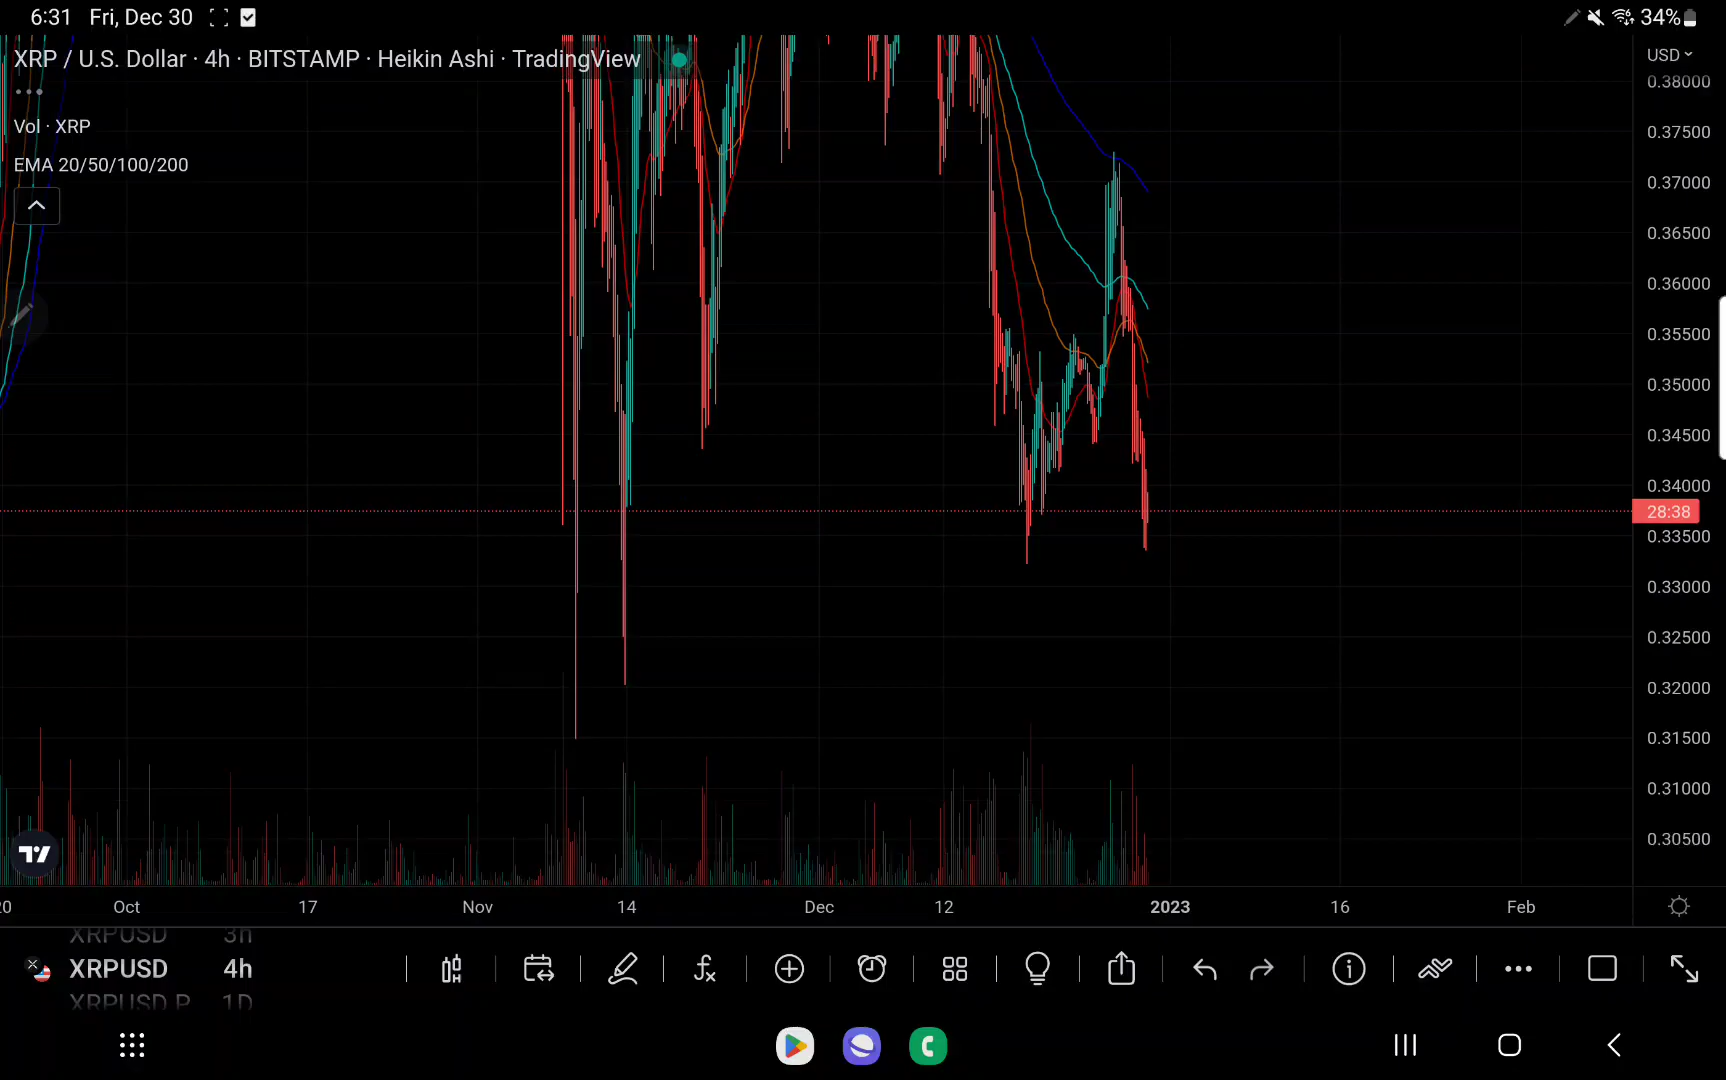 6:31 Fri, Dec 30 34%
XRP / U.S. Dollar · 4h · BITSTAMP · Heikin Ashi · TradingView
USD
0.38000
Vol · XRP
0.37500
EMA 20/50/100/200
0.37000
0.36500
0.36000
0.35500
0.35000
0.34500
0.34000
28:38
0.33500
0.33000
0.32500
0.32000
0.31500
0.31000
0.30500
20 Oct 17 Nov 14 Dec 12 2023 16 Feb
XRPUSD 3h
XRPUSD 4h
XRPUSD P 1D